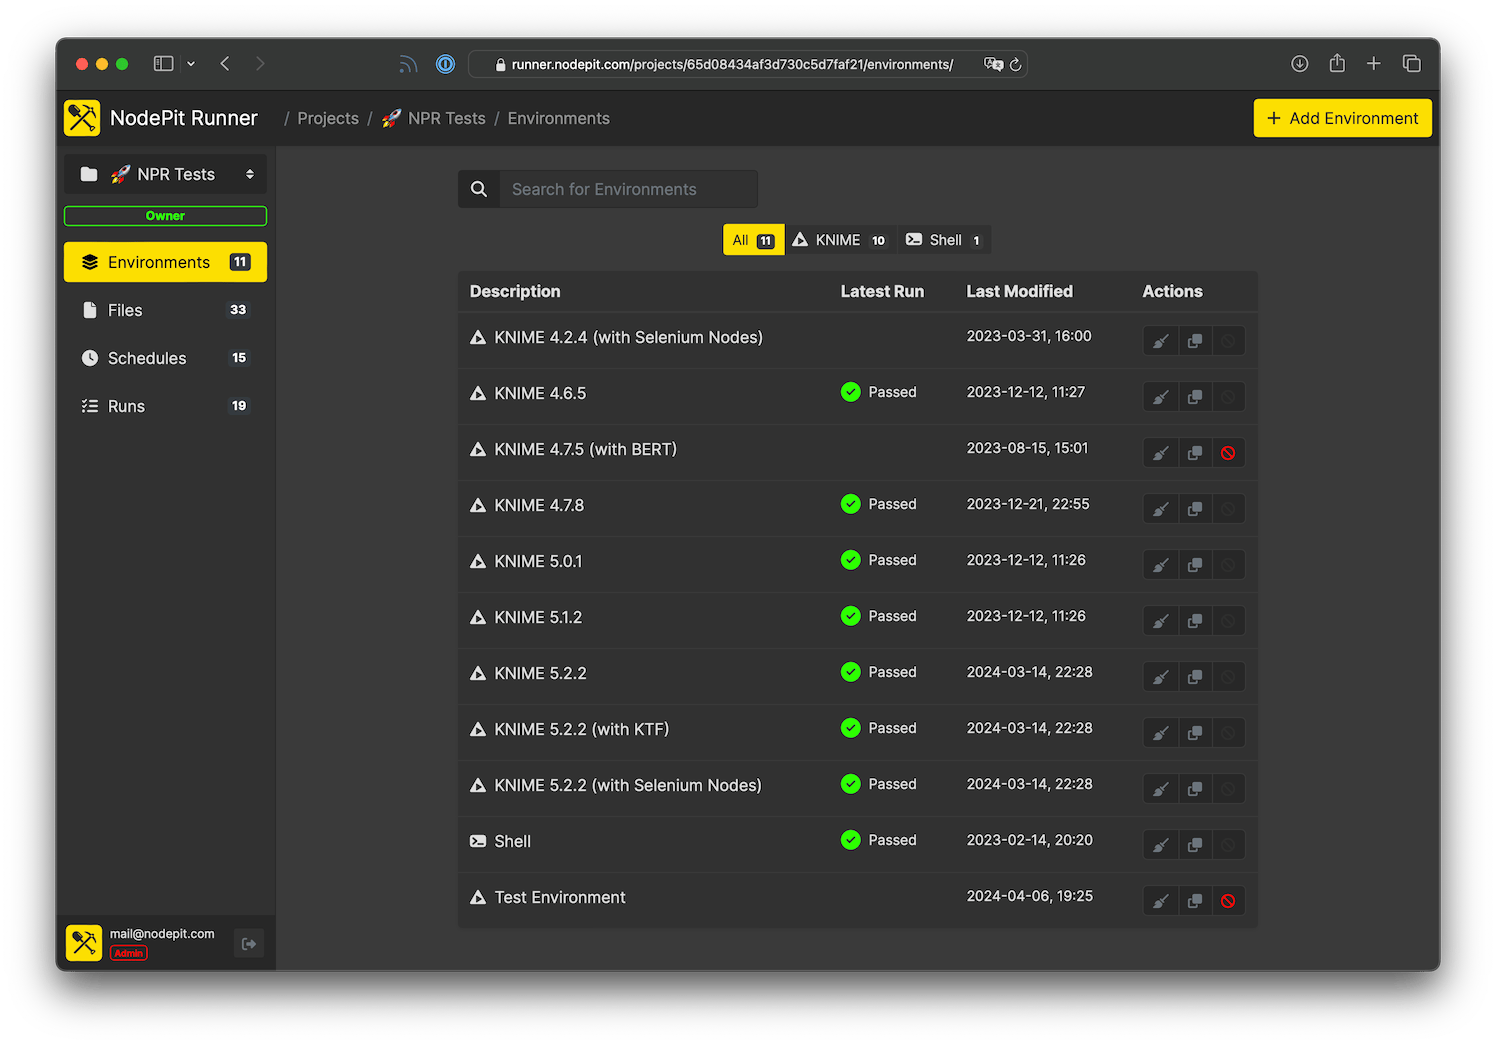 runner.nodepit.com/projects/65d08434af3d730c5d7faf21/environments/
NodePit Runner / Projects / 🚀 NPR Tests / Environments
+ Add Environment
🚀 NPR Tests
Owner
Environments 11
Files 33
Schedules 15
Runs 19
Search for Environments
All 11 KNIME 10 Shell 1
Description Latest Run Last Modified Actions
KNIME 4.2.4 (with Selenium Nodes) 2023-03-31, 16:00
KNIME 4.6.5 Passed 2023-12-12, 11:27
KNIME 4.7.5 (with BERT) 2023-08-15, 15:01
KNIME 4.7.8 Passed 2023-12-21, 22:55
KNIME 5.0.1 Passed 2023-12-12, 11:26
KNIME 5.1.2 Passed 2023-12-12, 11:26
KNIME 5.2.2 Passed 2024-03-14, 22:28
KNIME 5.2.2 (with KTF) Passed 2024-03-14, 22:28
KNIME 5.2.2 (with Selenium Nodes) Passed 2024-03-14, 22:28
Shell Passed 2023-02-14, 20:20
Test Environment 2024-04-06, 19:25
mail@nodepit.com
Admin